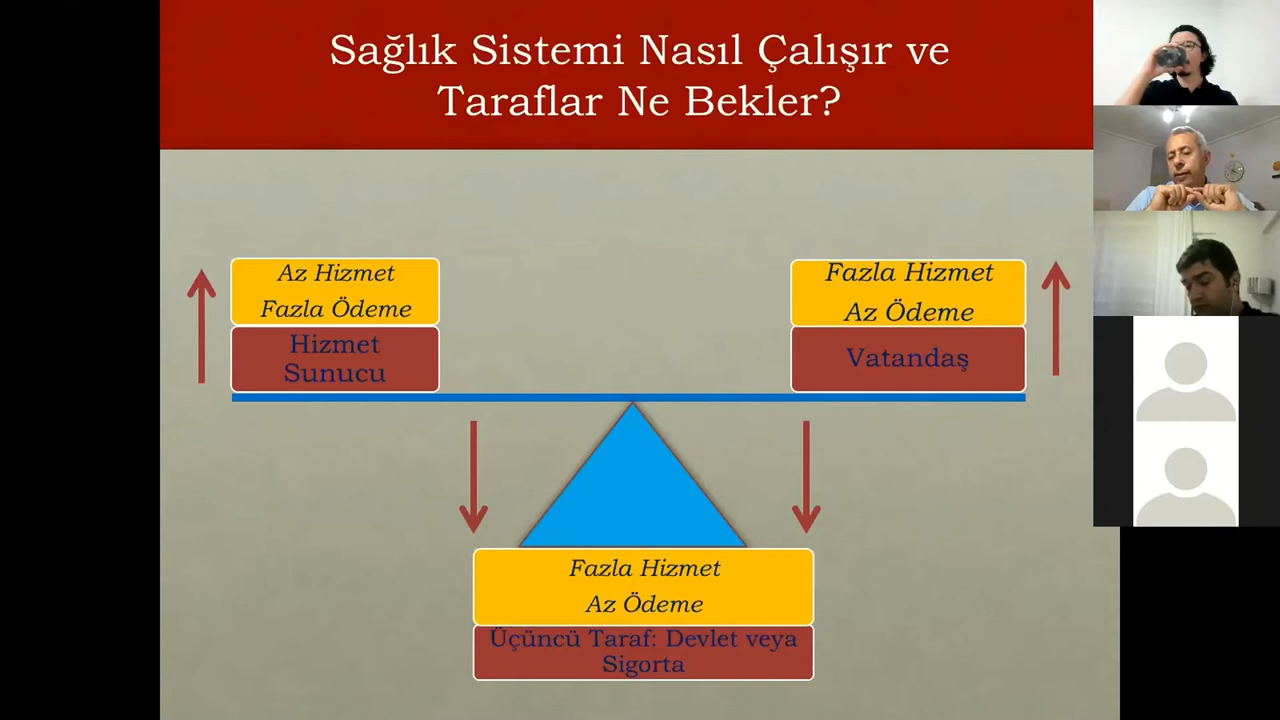 Sağlık Sistemi Nasıl Çalışır ve
Taraflar Ne Bekler?
Az Hizmet
Fazla Ödeme
Hizmet
Sunucu
Fazla Hizmet
Az Ödeme
Vatandaş
Fazla Hizmet
Az Ödeme
Üçüncü Taraf: Devlet veya
Sigorta